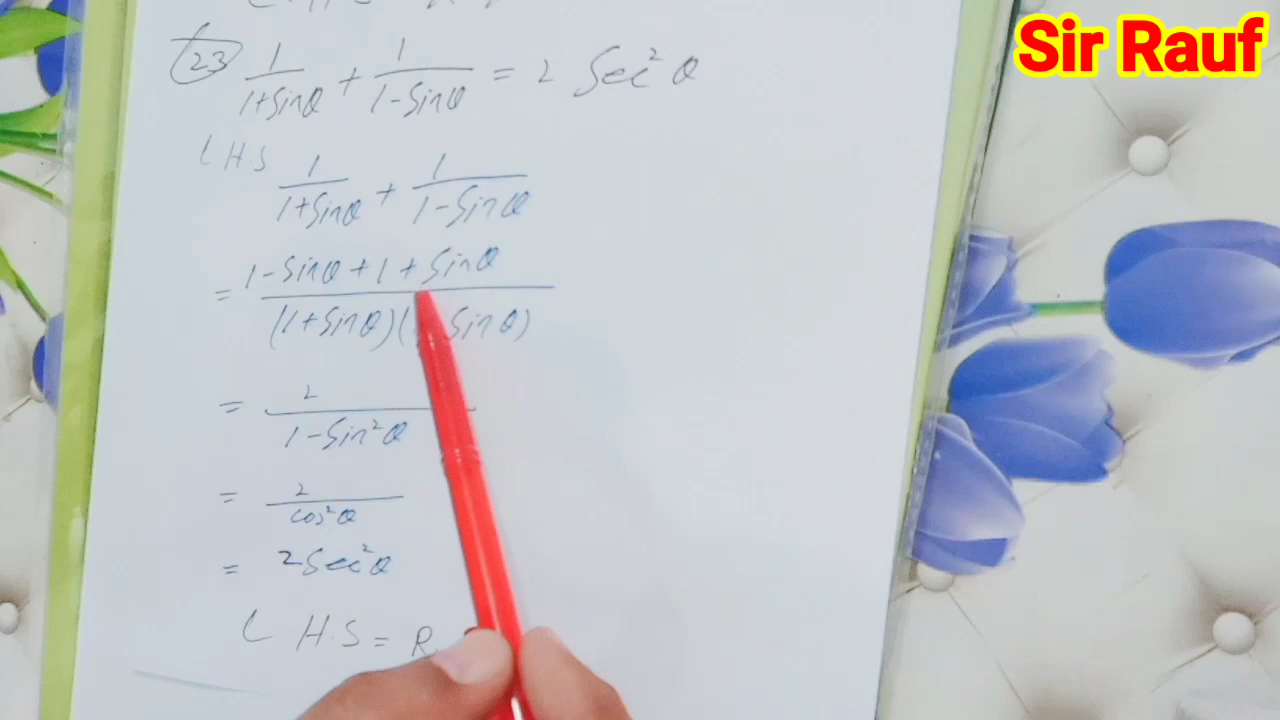 Sir Rauf
23 1/(1+Sinθ) + 1/(1-Sinθ) = 2 Sec²θ
LHS
1/(1+Sinθ) + 1/(1-Sinθ)
= (1-Sinθ+1+Sinθ)/((1+Sinθ)( Sinθ))
= 2/(1-Sin²θ)
= 2/cos²θ
= 2Sec²θ
L H.S = R.